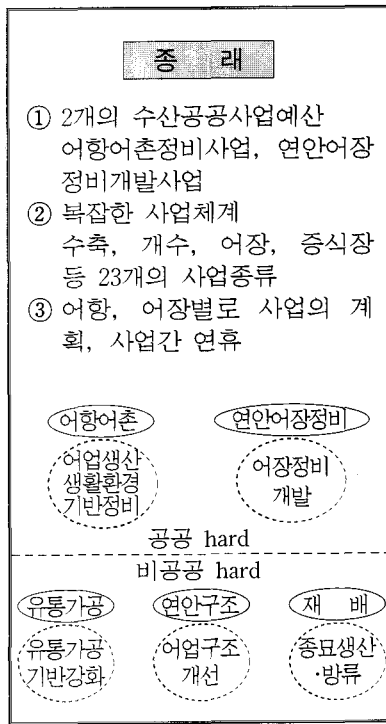 종 래
① 2개의 수산공공사업예산
어항어촌정비사업, 연안어장
정비개발사업
② 복잡한 사업체계
수축, 개수, 어장, 증식장
등 23개의 사업종류
③ 어항, 어장별로 사업의 계
획, 사업간 연휴
어항어촌 연안어장정비
어업생산
생활환경
기반정비
어장정비
개발
공공 hard
비공공 hard
유통가공 연안구조 재 배
유통가공
기반강화
어업구조
개선
종묘생산
·방류